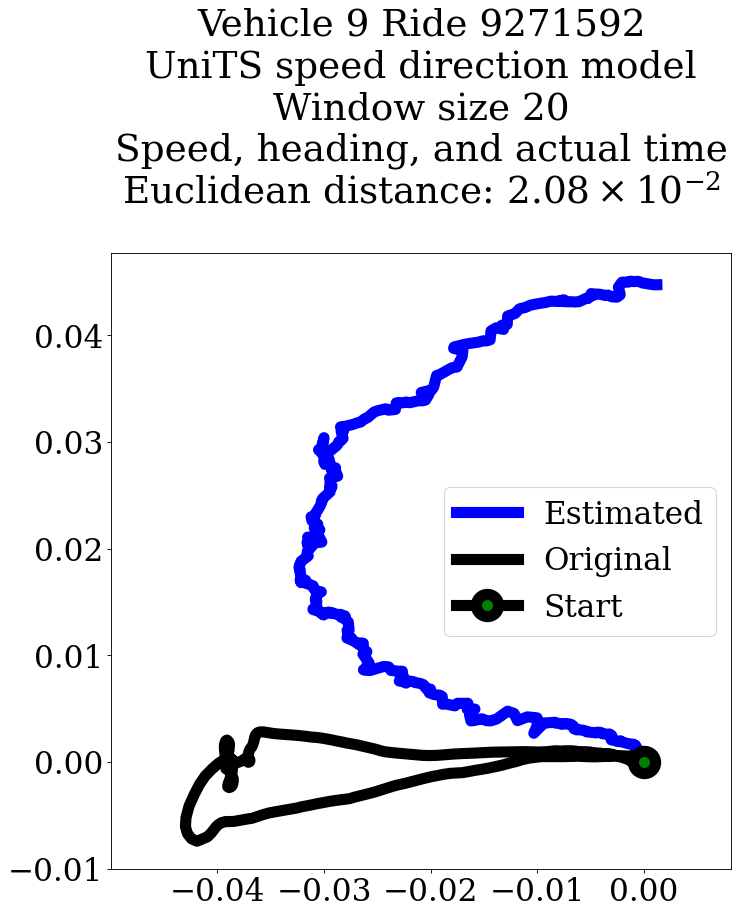 Vehicle 9 Ride 9271592
UniTS speed direction model
Window size 20
Speed, heading, and actual time
Euclidean distance: 2.08 × 10⁻²
0.04
0.03
0.02
0.01
0.00
−0.01
Estimated
Original
Start
−0.04 −0.03 −0.02 −0.01 0.00